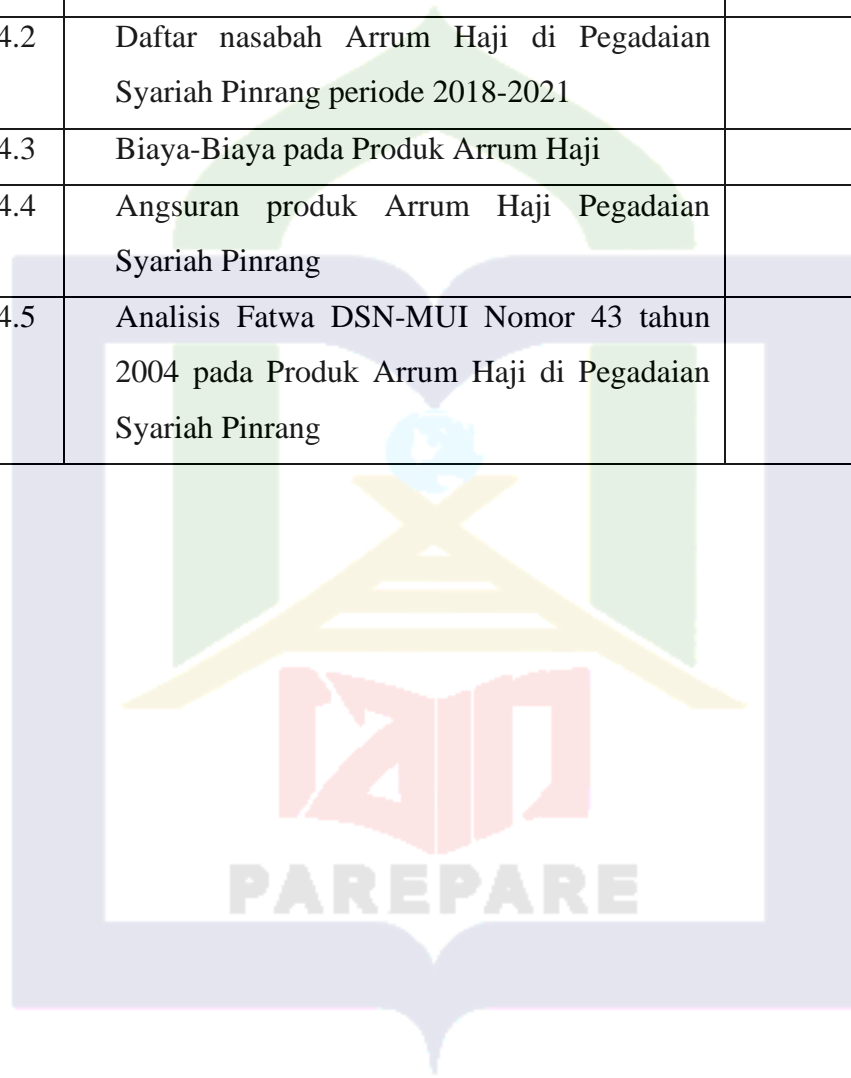 4.2 Daftar nasabah Arrum Haji di Pegadaian
Syariah Pinrang periode 2018-2021
4.3 Biaya-Biaya pada Produk Arrum Haji
4.4 Angsuran produk Arrum Haji Pegadaian
Syariah Pinrang
4.5 Analisis Fatwa DSN-MUI Nomor 43 tahun
2004 pada Produk Arrum Haji di Pegadaian
Syariah Pinrang
iain
PAREPARE